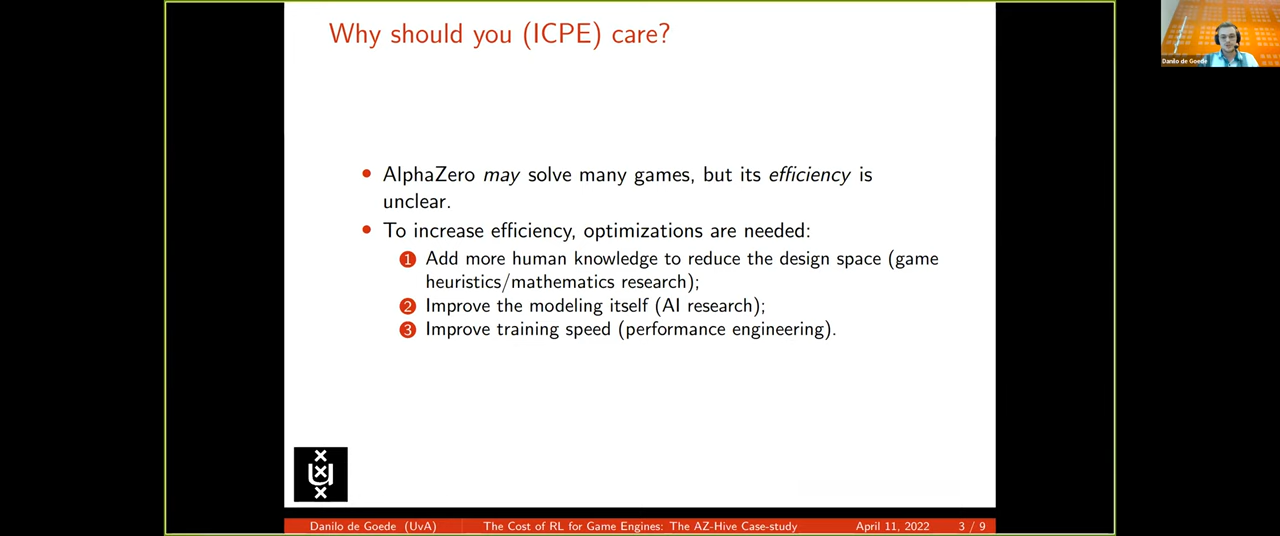 Why should you (ICPE) care?
Danilo de Goede
• AlphaZero may solve many games, but its efficiency is
unclear.
• To increase efficiency, optimizations are needed:
1 Add more human knowledge to reduce the design space (game
heuristics/mathematics research);
2 Improve the modeling itself (AI research);
3 Improve training speed (performance engineering).
X
U
X
X
Danilo de Goede (UvA) The Cost of RL for Game Engines: The AZ-Hive Case-study April 11, 2022 3 / 9